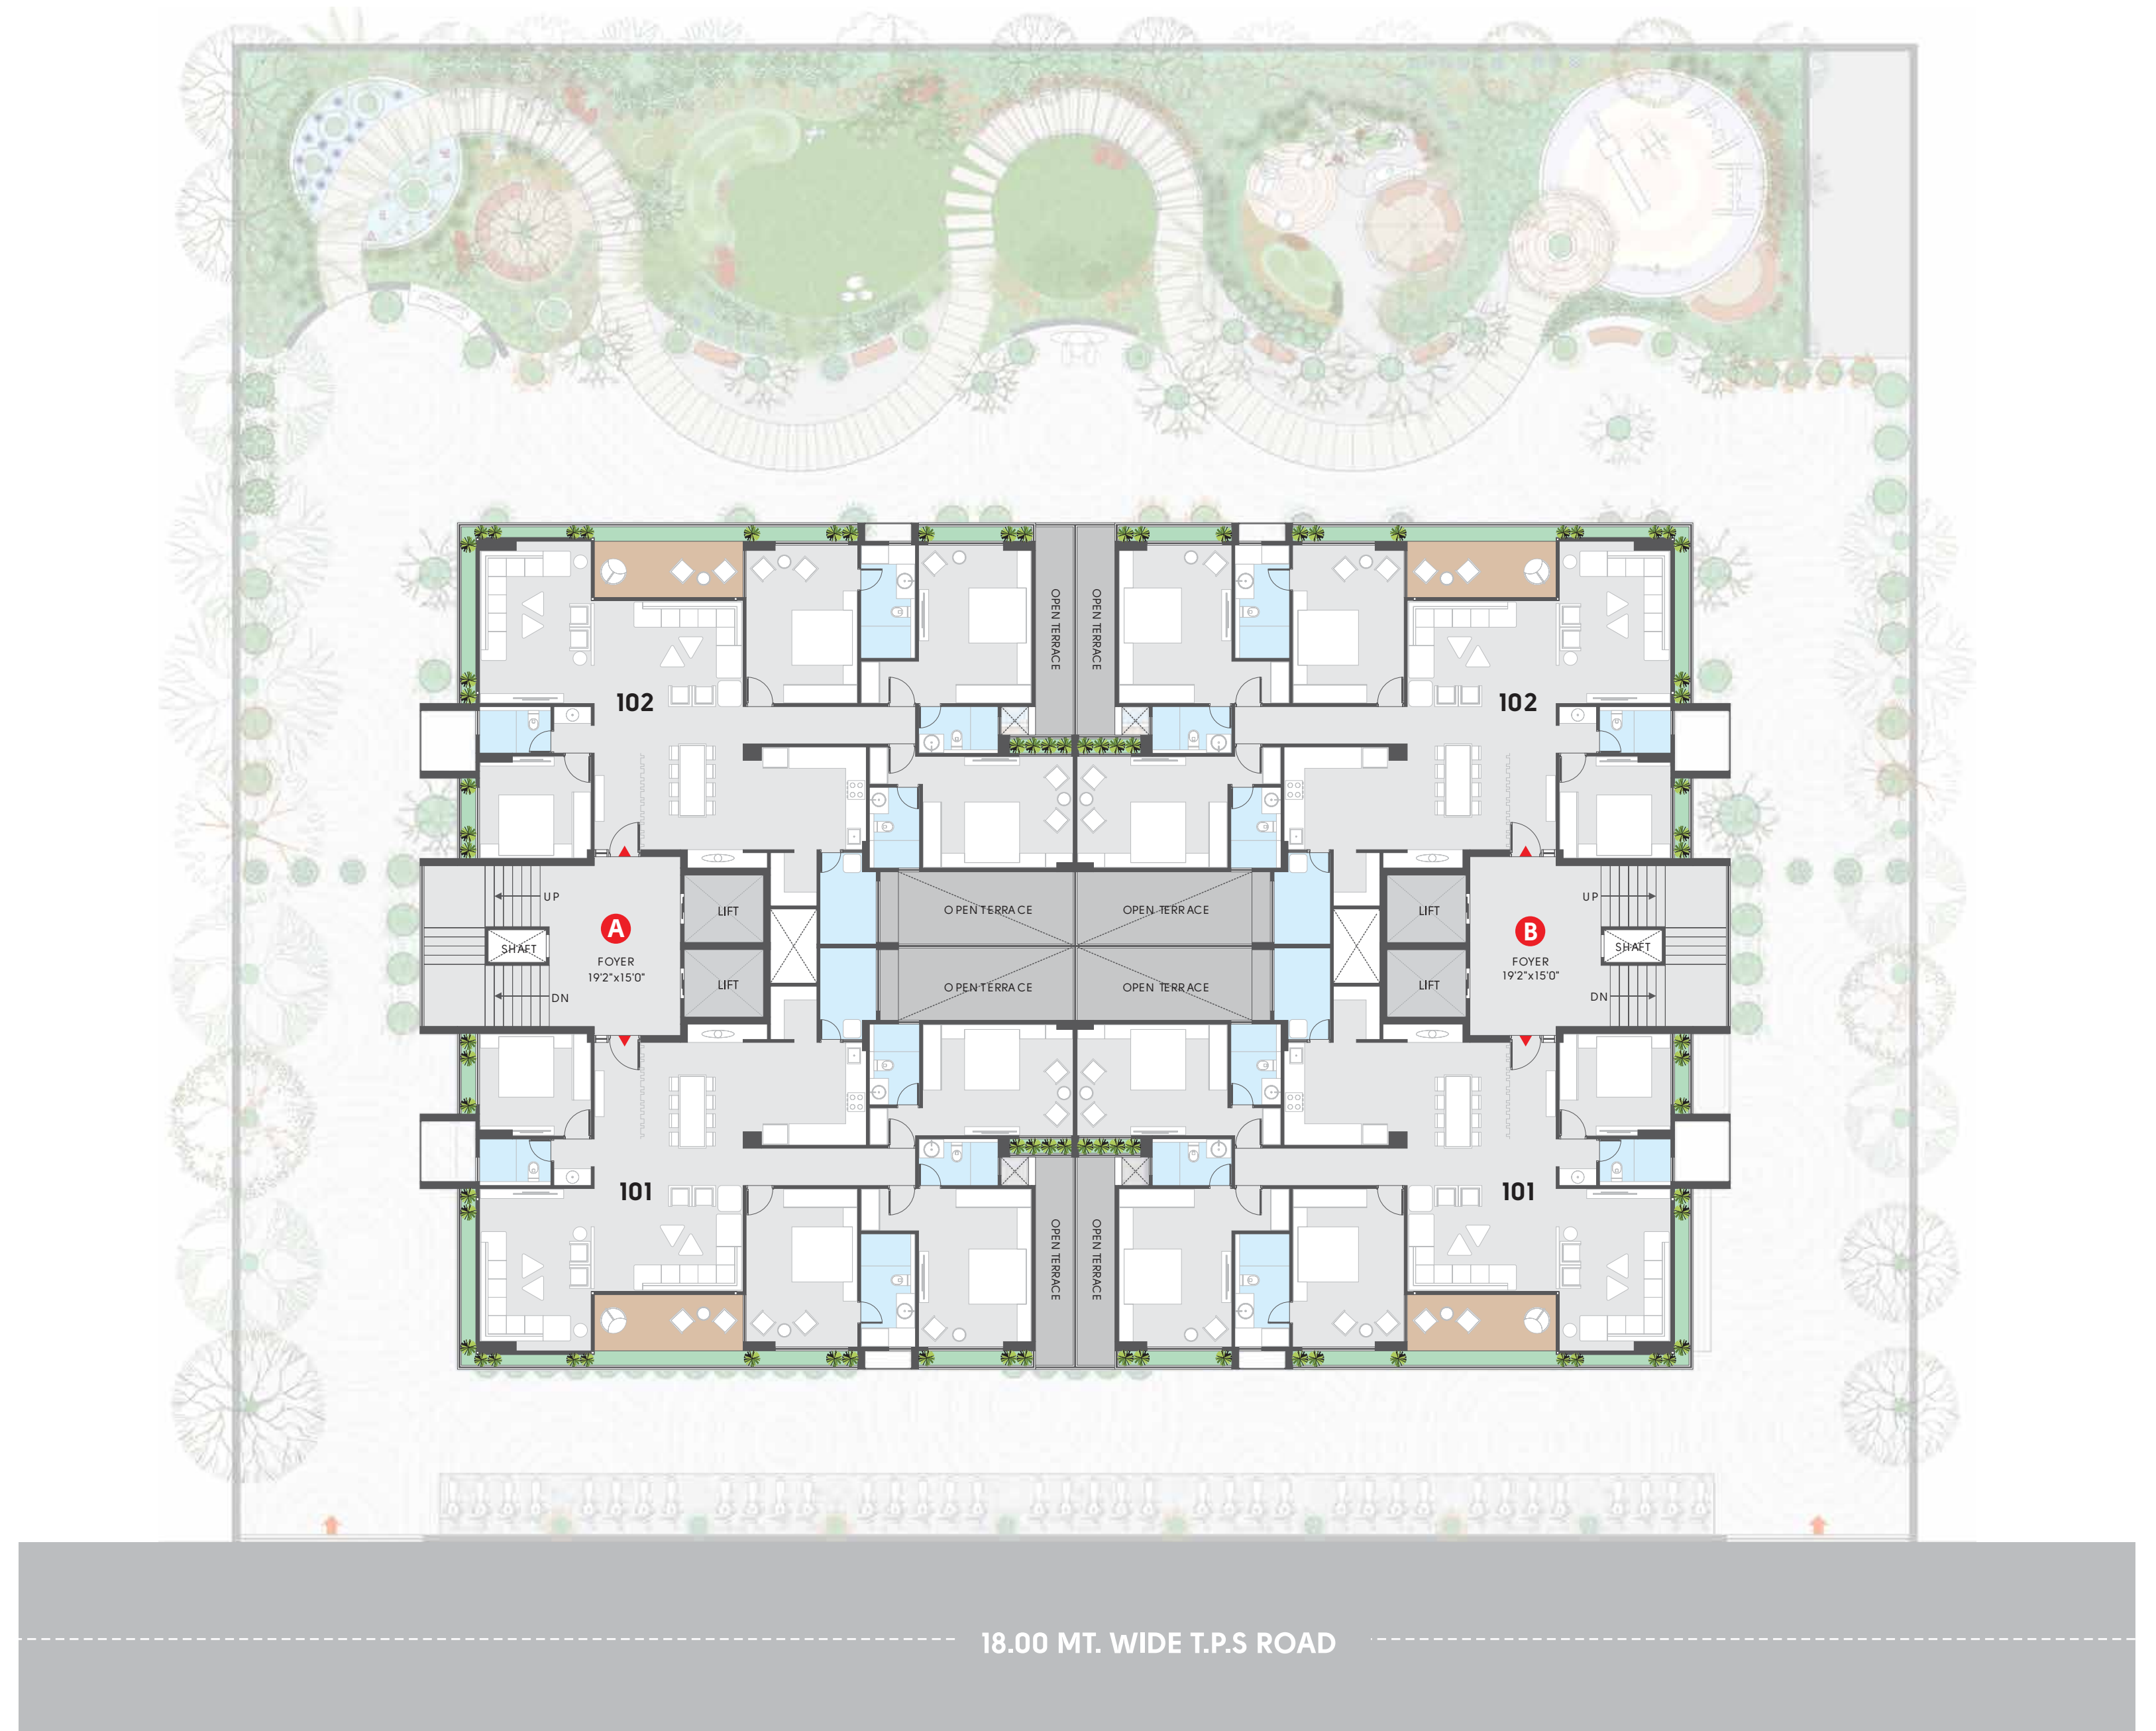 OPEN TERRACE
OPEN TERRACE
102
102
UP
UP
LIFT
OPEN TERRACE
OPEN TERRACE
LIFT
A
B
SHAFT
SHAFT
FOYER
19'2"x15'0"
FOYER
19'2"x15'0"
LIFT
OPEN TERRACE
OPEN TERRACE
LIFT
DN
DN
101
101
OPEN TERRACE
OPEN TERRACE
18.00 MT. WIDE T.P.S ROAD